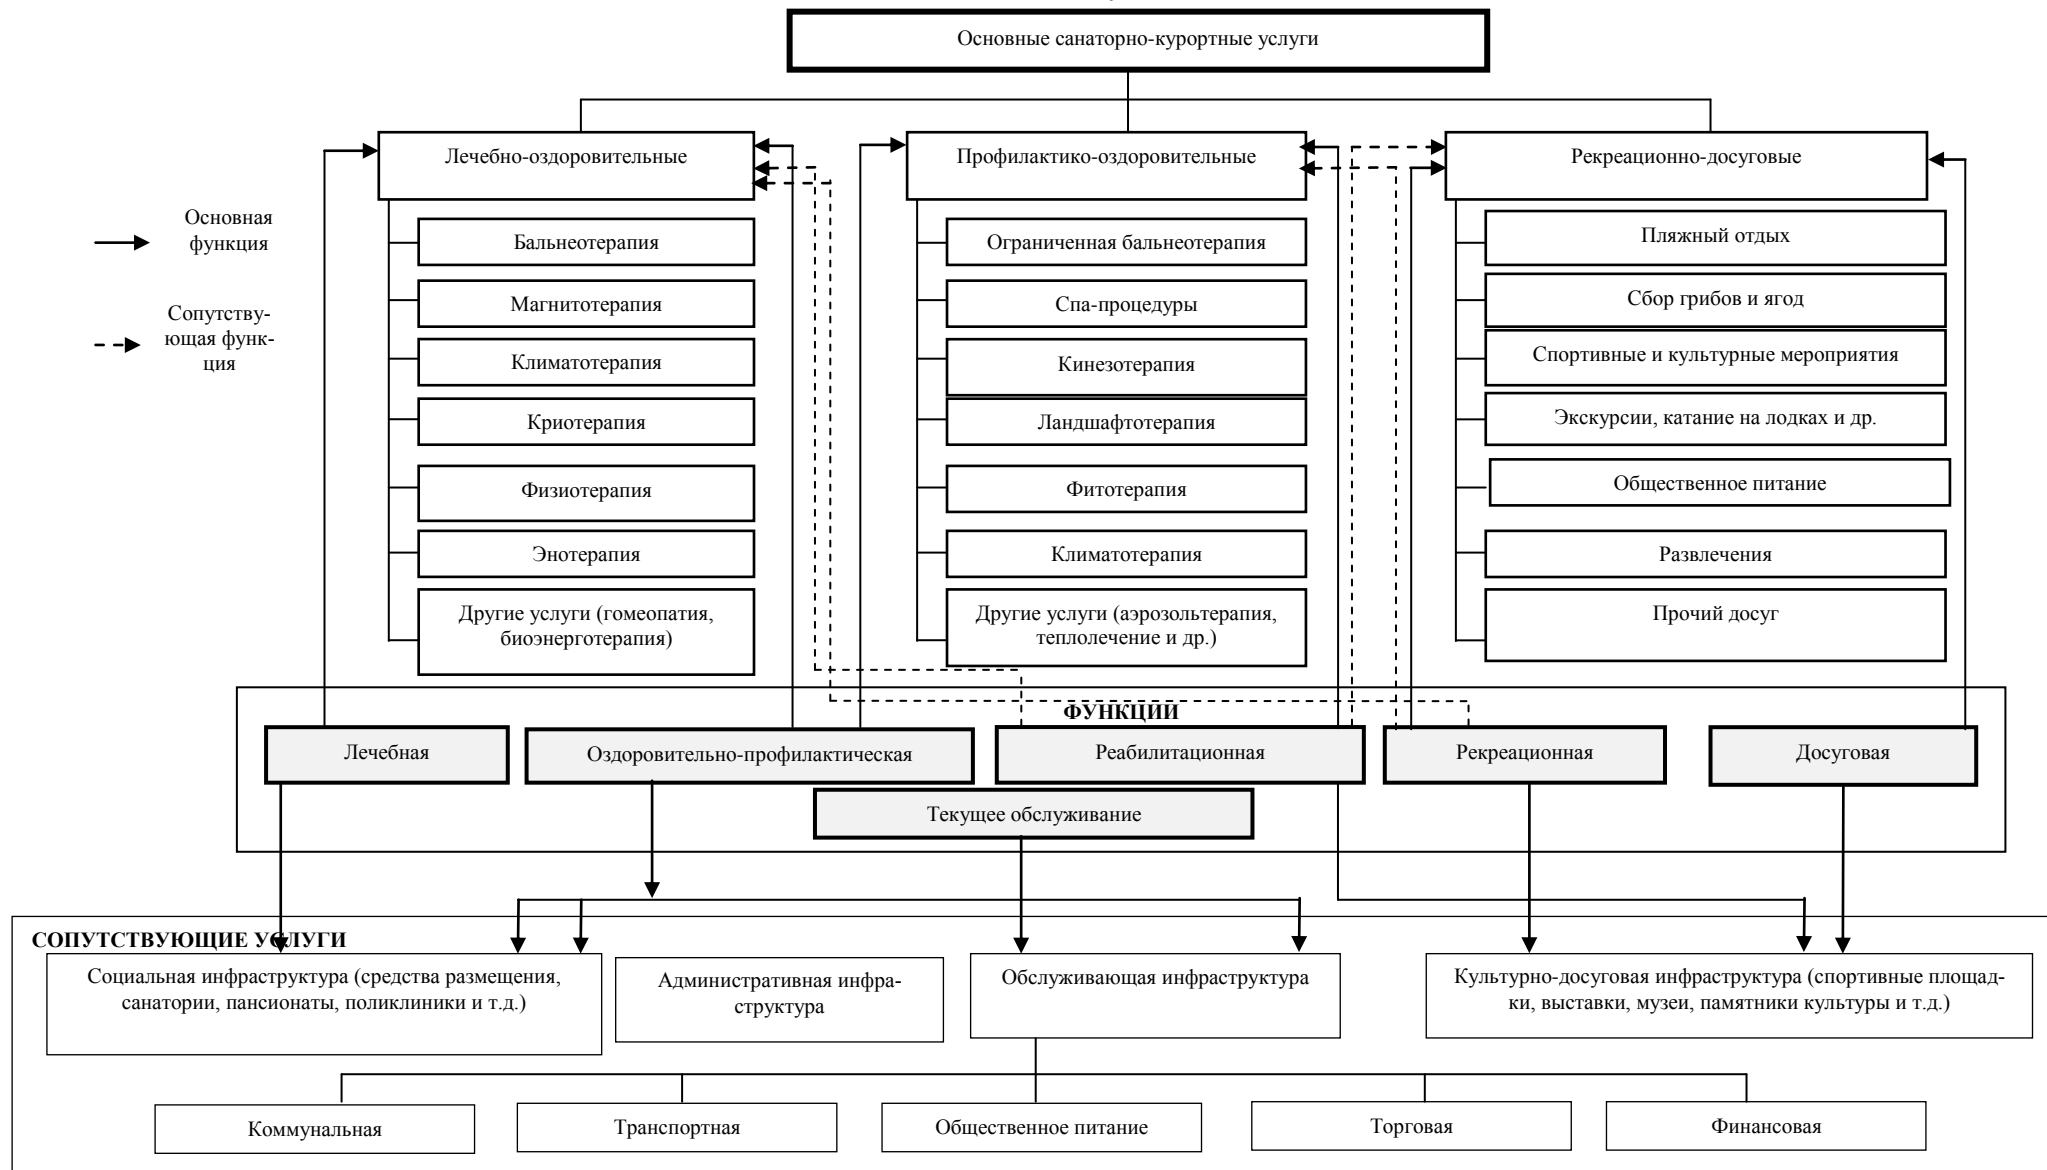 Основные санаторно-курортные услуги
Лечебно-оздоровительные
Профилактико-оздоровительные
Рекреационно-досуговые
Основная
функция
Сопутству-
ющая функ-
ция
Бальнеотерапия
Магнитотерапия
Климатотерапия
Криотерапия
Физиотерапия
Энотерапия
Другие услуги (гомеопатия,
биоэнерготерапия)
Ограниченная бальнеотерапия
Спа-процедуры
Кинезотерапия
Ландшафтотерапия
Фитотерапия
Климатотерапия
Другие услуги (аэрозольтерапия,
теплолечение и др.)
Пляжный отдых
Сбор грибов и ягод
Спортивные и культурные мероприятия
Экскурсии, катание на лодках и др.
Общественное питание
Развлечения
Прочий досуг
ФУНКЦИИ
Лечебная
Оздоровительно-профилактическая
Реабилитационная
Рекреационная
Досуговая
Текущее обслуживание
СОПУТСТВУЮЩИЕ УСЛУГИ
Социальная инфраструктура (средства размещения,
санатории, пансионаты, поликлиники и т.д.)
Административная инфра-
структура
Обслуживающая инфраструктура
Культурно-досуговая инфраструктура (спортивные площад-
ки, выставки, музеи, памятники культуры и т.д.)
Коммунальная
Транспортная
Общественное питание
Торговая
Финансовая